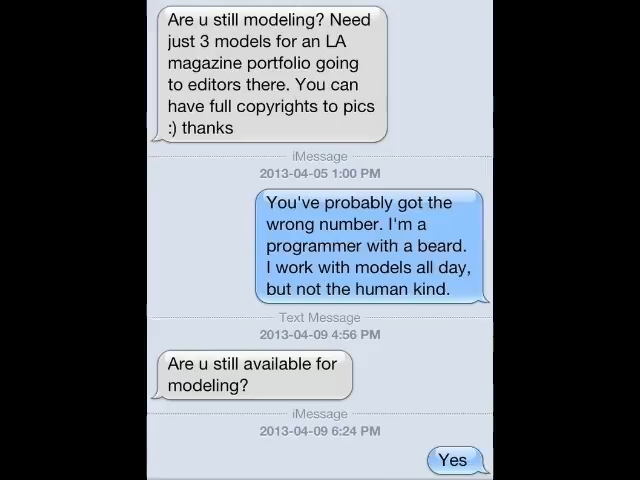 Are u still modeling? Need
just 3 models for an LA
magazine portfolio going
to editors there. You can
have full copyrights to pics
:) thanks
iMessage
2013-04-05 1:00 PM
You've probably got the
wrong number. I'm a
programmer with a beard.
I work with models all day,
but not the human kind.
Text Message
2013-04-09 4:56 PM
Are u still available for
modeling?
iMessage
2013-04-09 6:24 PM
Yes